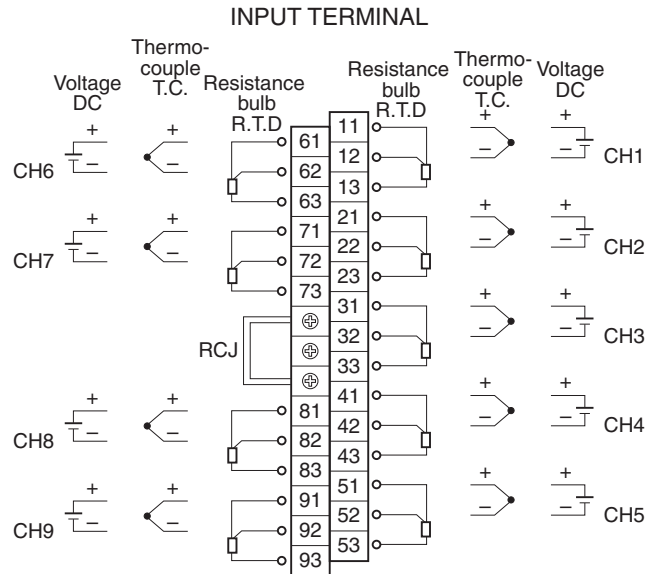 INPUT TERMINAL
Voltage
DC
Thermo-
couple
T.C.
Resistance
bulb
R.T.D
Resistance
bulb
R.T.D
Thermo-
couple
T.C.
Voltage
DC
CH6
+ −
+ −
61
62
63
CH7
+ −
+ −
71
72
73
RCJ
CH8
+ −
+ −
81
82
83
CH9
+ −
+ −
91
92
93
11
12
13
+ −
+ −
CH1
21
22
23
+ −
+ −
CH2
31
32
33
+ −
+ −
CH3
41
42
43
+ −
+ −
CH4
51
52
53
+ −
+ −
CH5